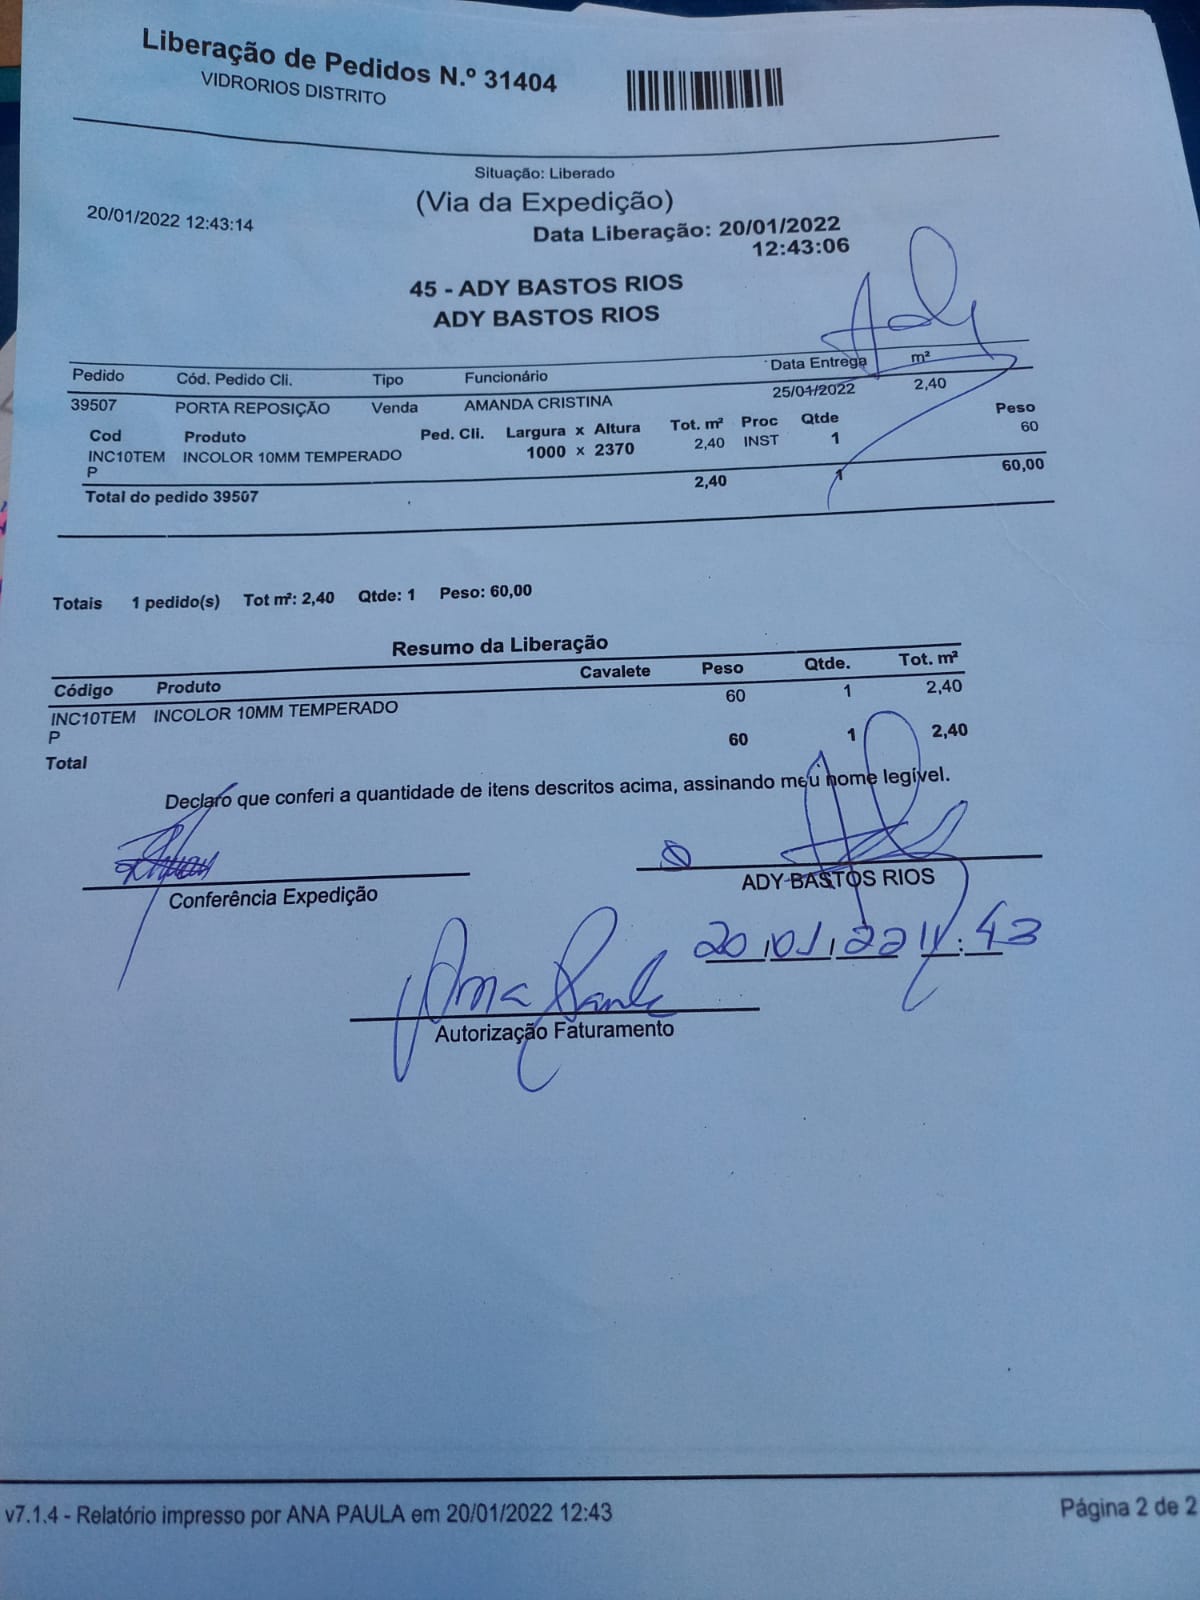 Liberação de Pedidos N.º 31404
VIDRORIOS DISTRITO
Situação: Liberado
(Via da Expedição)
20/01/2022 12:43:14
Data Liberação: 20/01/2022
12:43:06
45 - ADY BASTOS RIOS
ADY BASTOS RIOS
Ady
Pedido Cód. Pedido Cli. Tipo Funcionário Data Entrega m²
39507 PORTA REPOSIÇÃO Venda AMANDA CRISTINA 25/01/2022 2,40
Cod Produto Ped. Cli. Largura x Altura Tot. m² Proc Qtde Peso
INC10TEM INCOLOR 10MM TEMPERADO 1000 x 2370 2,40 INST 1 60
P
Total do pedido 39507 2,40 1 60,00
Totais 1 pedido(s) Tot m²: 2,40 Qtde: 1 Peso: 60,00
Resumo da Liberação
Código Produto Cavalete Peso Qtde. Tot. m²
INC10TEM INCOLOR 10MM TEMPERADO 60 1 2,40
P
Total 60 1 2,40
Declaro que conferi a quantidade de itens descritos acima, assinando meu nome legível.
Conferência Expedição
ADY BASTOS RIOS
Ana Paula
Autorização Faturamento
v7.1.4 - Relatório impresso por ANA PAULA em 20/01/2022 12:43
Página 2 de 2